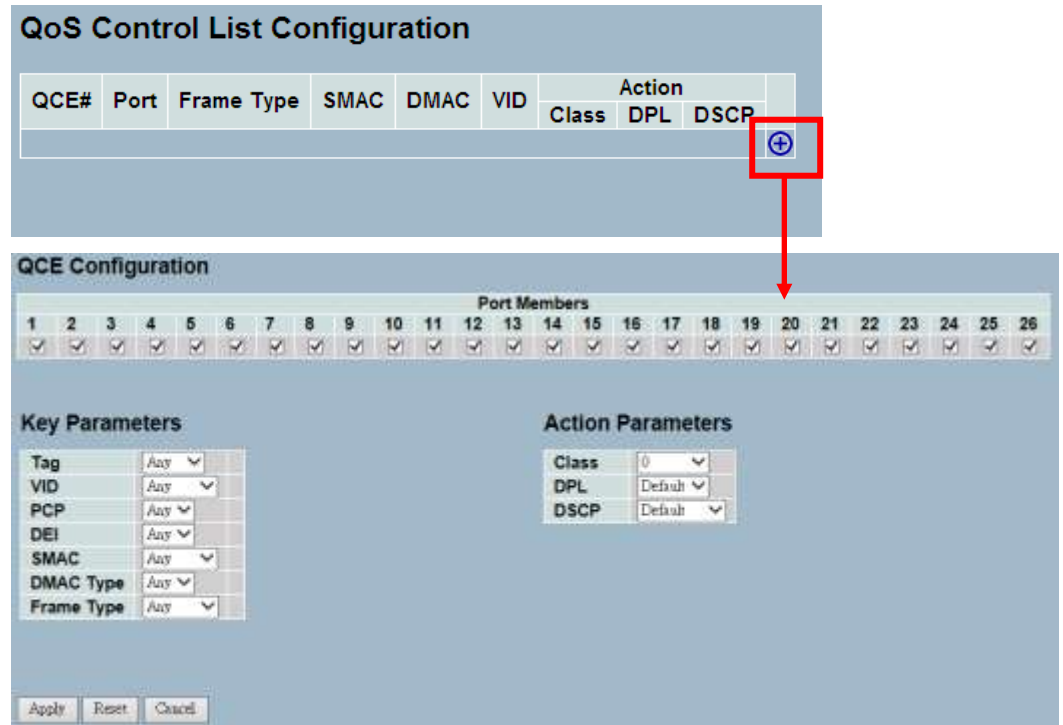 QoS Control List Configuration
QCE# Port Frame Type SMAC DMAC VID Action
Class DPL DSCP
QCE Configuration
Port Members
1 2 3 4 5 6 7 8 9 10 11 12 13 14 15 16 17 18 19 20 21 22 23 24 25 26
Key Parameters
Tag Any
VID Any
PCP Any
DEI Any
SMAC Any
DMAC Type Any
Frame Type Any
Action Parameters
Class 0
DPL Default
DSCP Default
Apply Reset Cancel